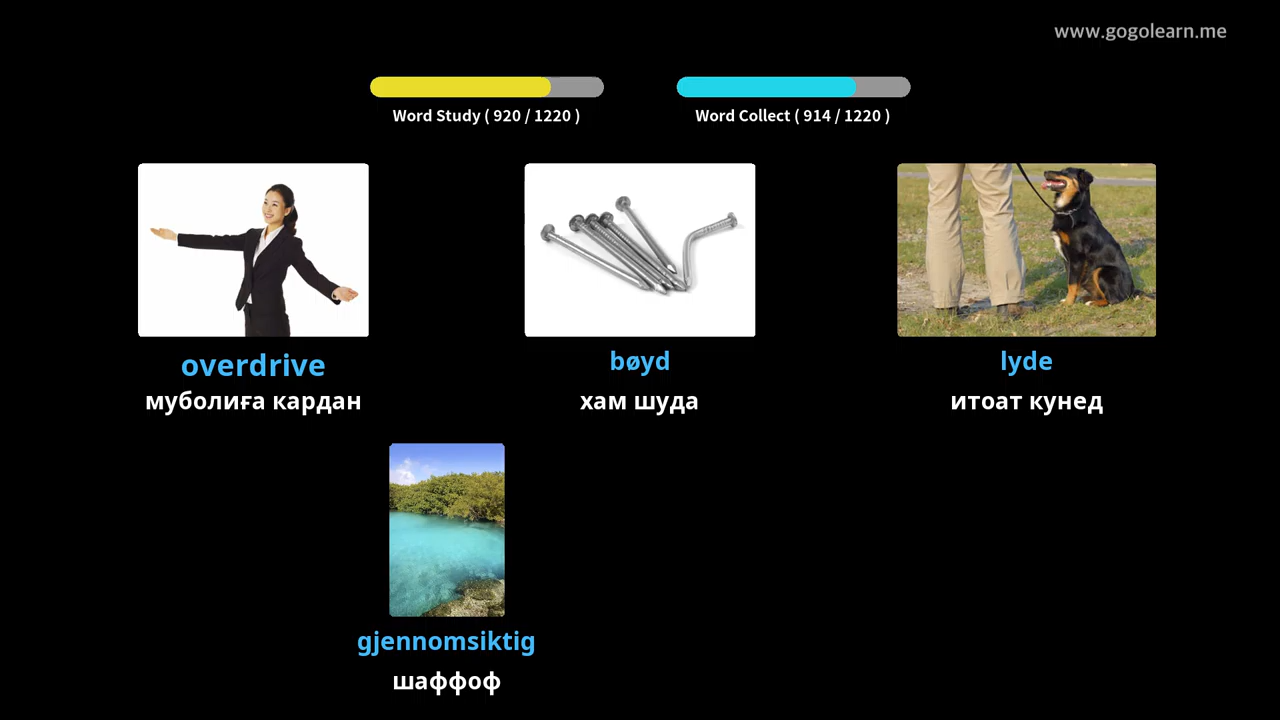 www.gogolearn.me
Word Study ( 920 / 1220 )
Word Collect ( 914 / 1220 )
overdrive
муболиға кардан
bøyd
хам шуда
lyde
итоат кунед
gjennomsiktig
шаффоф